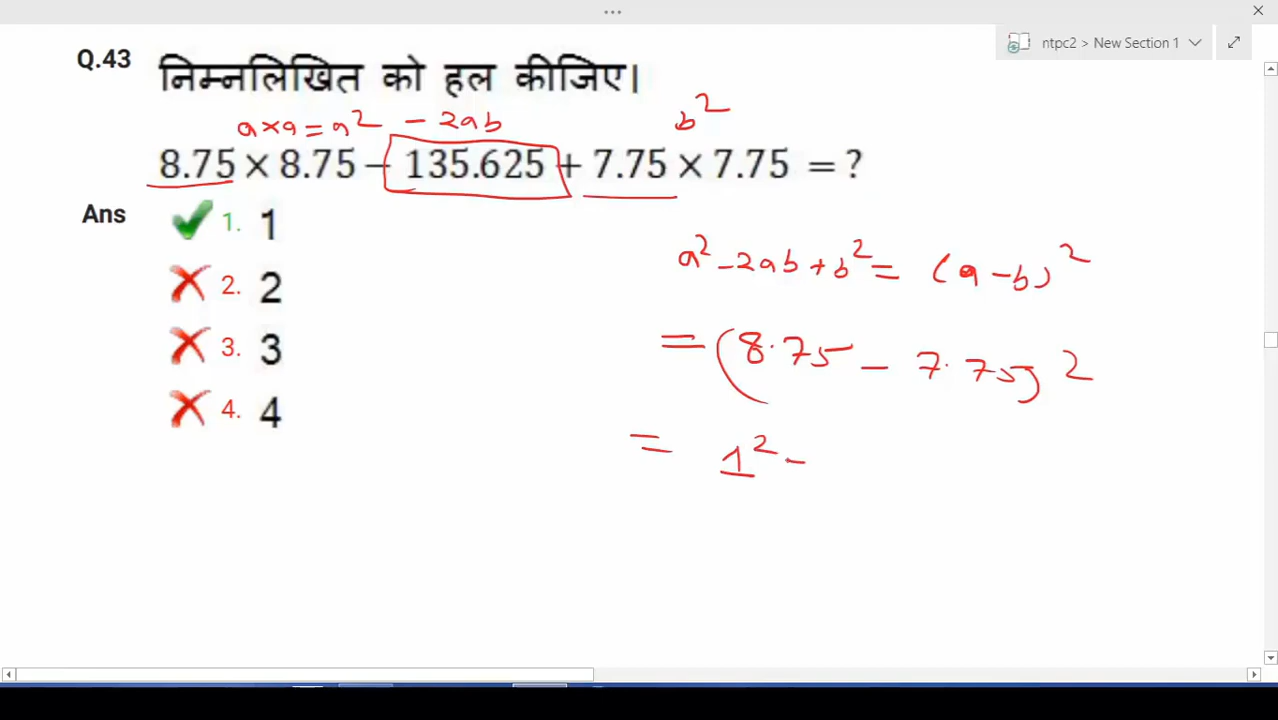 ntpc2 > New Section 1
Q.43 निम्नलिखित को हल कीजिए।
a×a=a² -2ab b²
8.75 × 8.75 − 135.625 + 7.75 × 7.75 = ?
Ans 1. 1
2. 2
3. 3
4. 4
a² -2ab + b² = (a-b)²
= (8.75 - 7.75)²
= 1² -